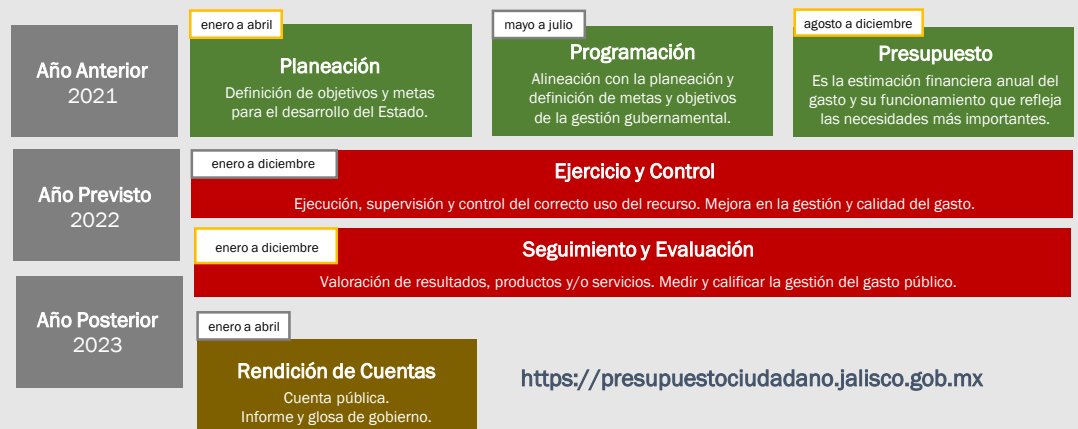 Año Anterior
2021
enero a abril
Planeación
Definición de objetivos y metas
para el desarrollo del Estado.
mayo a julio
Programación
Alineación con la planeación y
definición de metas y objetivos
de la gestión gubernamental.
agosto a diciembre
Presupuesto
Es la estimación financiera anual del
gasto y su funcionamiento que refleja
las necesidades más importantes.
Año Previsto
2022
enero a diciembre
Ejercicio y Control
Ejecución, supervisión y control del correcto uso del recurso. Mejora en la gestión y calidad del gasto.
enero a diciembre
Seguimiento y Evaluación
Valoración de resultados, productos y/o servicios. Medir y calificar la gestión del gasto público.
Año Posterior
2023
enero a abril
Rendición de Cuentas
Cuenta pública.
Informe y glosa de gobierno.
https://presupuestociudadano.jalisco.gob.mx